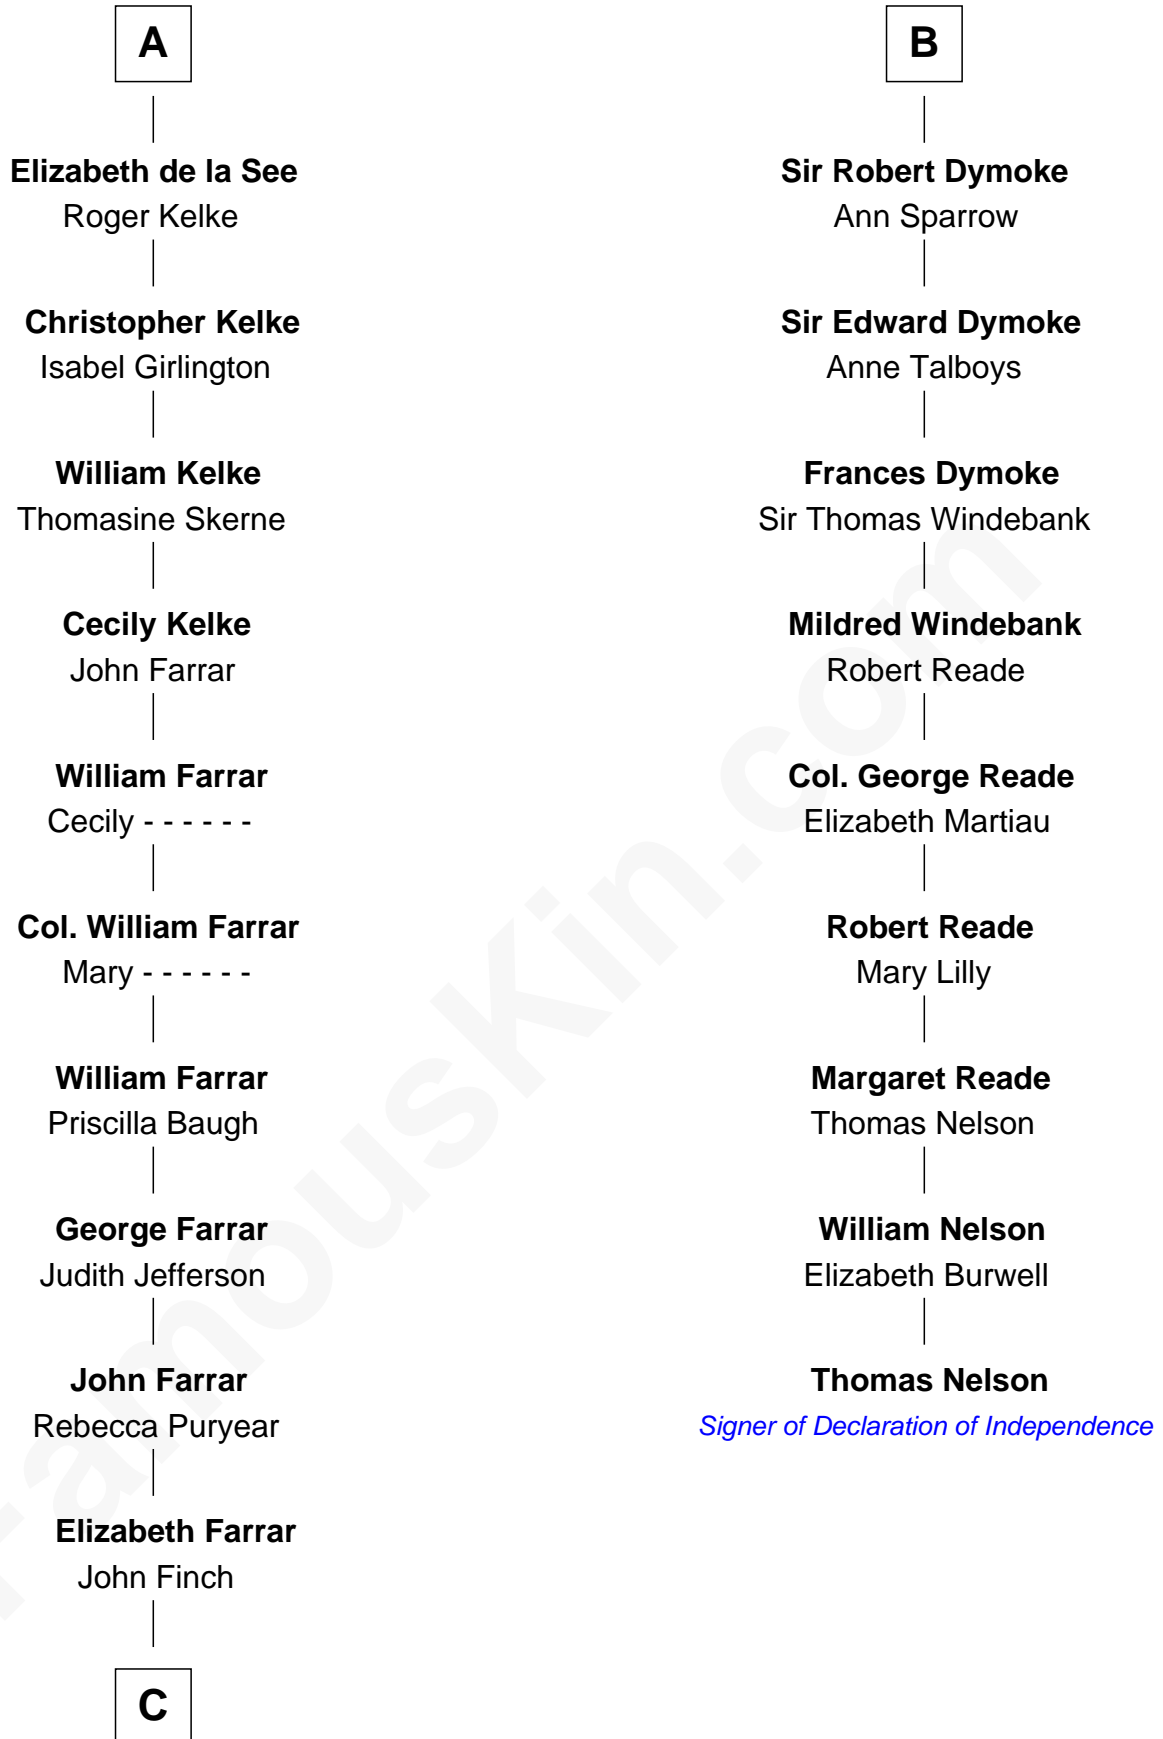 A
Elizabeth de la See
Roger Kelke
Christopher Kelke
Isabel Girlington
William Kelke
Thomasine Skerne
Cecily Kelke
John Farrar
William Farrar
Cecily - - - - - -
Col. William Farrar
Mary - - - - - -
William Farrar
Priscilla Baugh
George Farrar
Judith Jefferson
John Farrar
Rebecca Puryear
Elizabeth Farrar
John Finch
C
B
Sir Robert Dymoke
Ann Sparrow
Sir Edward Dymoke
Anne Talboys
Frances Dymoke
Sir Thomas Windebank
Mildred Windebank
Robert Reade
Col. George Reade
Elizabeth Martiau
Robert Reade
Mary Lilly
Margaret Reade
Thomas Nelson
William Nelson
Elizabeth Burwell
Thomas Nelson
Signer of Declaration of Independence
FamousKin.com